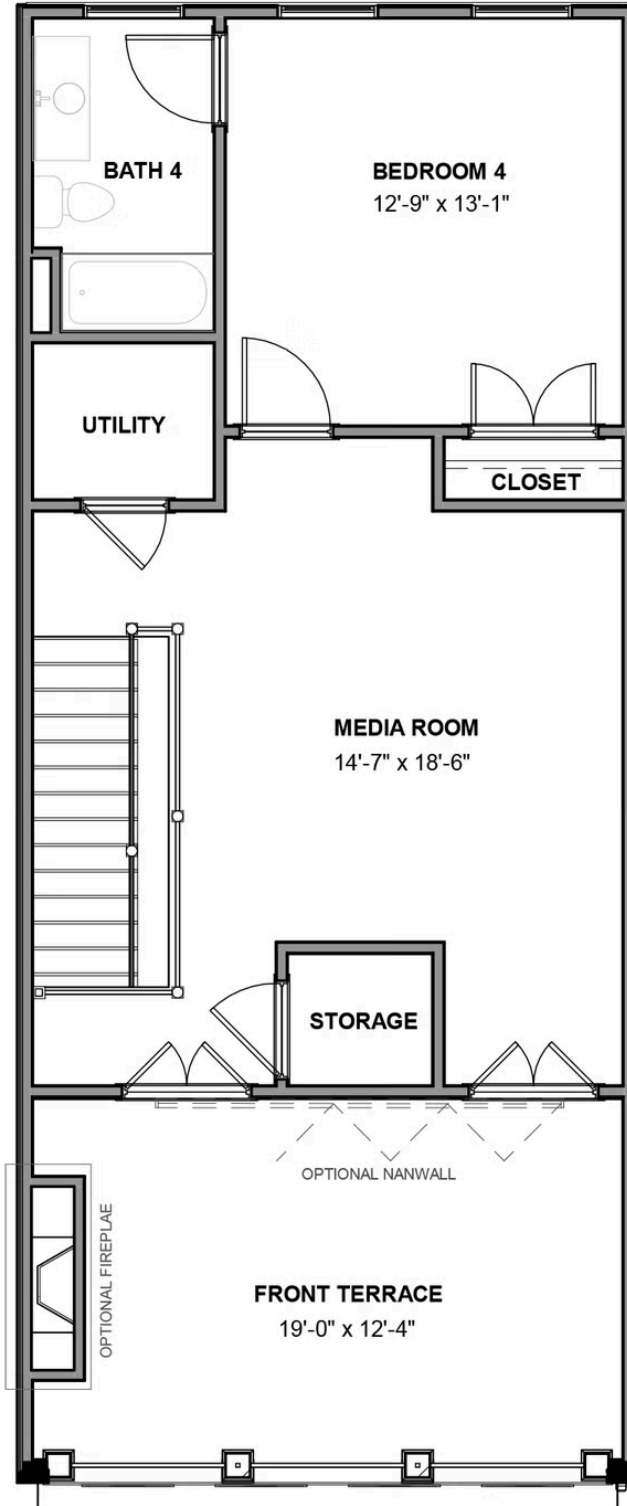 BATH 4
BEDROOM 4
12'-9" x 13'-1"
UTILITY
CLOSET
MEDIA ROOM
14'-7" x 18'-6"
STORAGE
OPTIONAL NANWALL
OPTIONAL FIREPLAE
FRONT TERRACE
19'-0" x 12'-4"